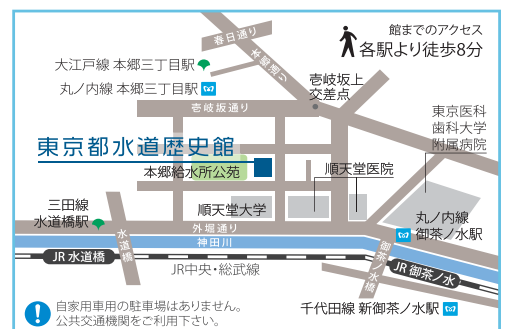 春日通り
本郷通り
館までのアクセス
各駅より徒歩8分
大江戸線 本郷三丁目駅
丸ノ内線 本郷三丁目駅
壱岐坂上
交差点
壱岐坂通り
東京医科
歯科大学
附属病院
東京都水道歴史館
本郷給水所公苑
順天堂医院
三田線
水道橋駅
順天堂大学
外堀通り
神田川
水道橋
丸ノ内線
御茶ノ水駅
御茶ノ水橋
JR 水道橋
JR中央・総武線
JR 御茶ノ水
自家用車用の駐車場はありません。
公共交通機関をご利用下さい。
千代田線 新御茶ノ水駅